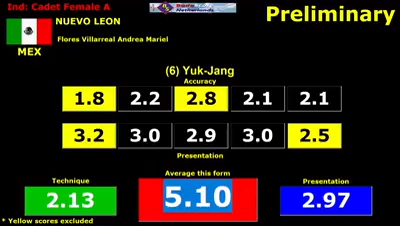 Ind: Cadet Female A
Preliminary
NUEVO LEON
MEX
Flores Villarreal Andrea Mariel
Netherlands
(6) Yuk-Jang
Accuracy
1.8 2.2 2.8 2.1 2.1
3.2 3.0 2.9 3.0 2.5
Presentation
Technique
2.13
Average this form
5.10
Presentation
2.97
* Yellow scores excluded